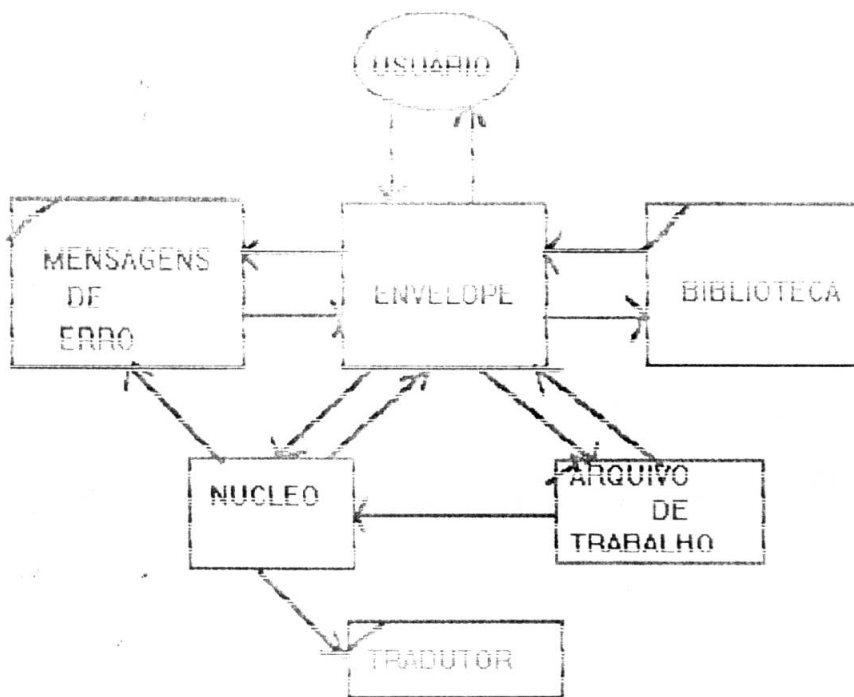 USUÁRIO
MENSAGENS
DE
ERRO
ENVELOPE
BIBLIOTECA
NUCLEO
ARQUIVO
DE
TRABALHO
TRADUTOR